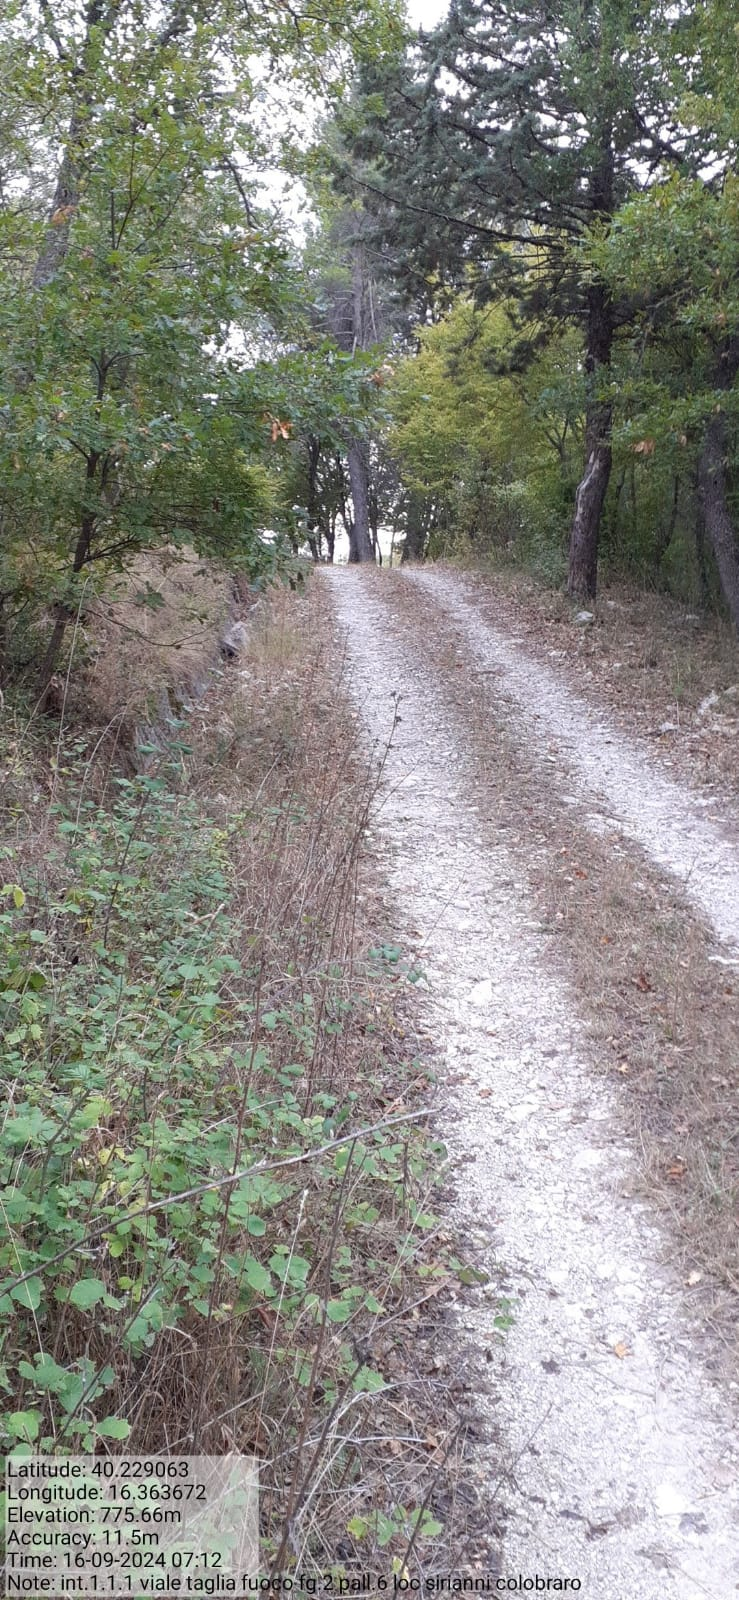 Latitude: 40.229063
Longitude: 16.363672
Elevation: 775.66m
Accuracy: 11.5m
Time: 16-09-2024 07:12
Note: int.1.1.1 viale taglia fuoco fg.2 pall.6 loc sirianni colobraro